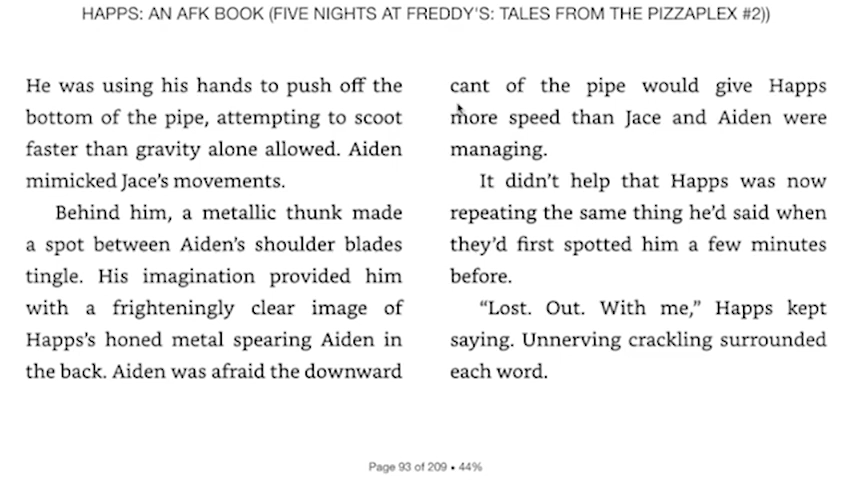 HAPPS: AN AFK BOOK (FIVE NIGHTS AT FREDDY'S: TALES FROM THE PIZZAPLEX #2))
He was using his hands to push off the
bottom of the pipe, attempting to scoot
faster than gravity alone allowed. Aiden
mimicked Jace's movements.
Behind him, a metallic thunk made
a spot between Aiden's shoulder blades
tingle. His imagination provided him
with a frighteningly clear image of
Happs's honed metal spearing Aiden in
the back. Aiden was afraid the downward
cant of the pipe would give Happs
more speed than Jace and Aiden were
managing.
It didn't help that Happs was now
repeating the same thing he'd said when
they'd first spotted him a few minutes
before.
“Lost. Out. With me,” Happs kept
saying. Unnerving crackling surrounded
each word.
Page 93 of 209 • 44%